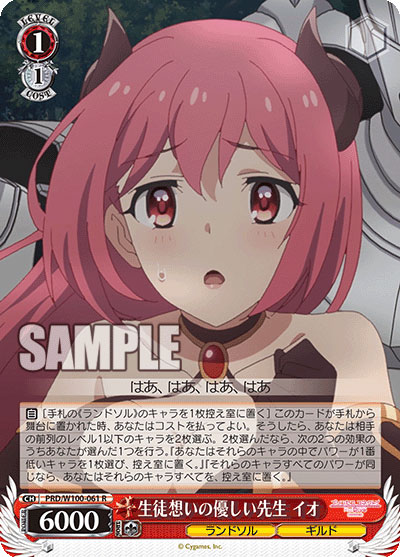 LEVEL
1
1
COST
SAMPLE
はあ、はあ、はあ、はあ
自 [手札の《ランドソル》のキャラを1枚控え室に置く] このカードが手札から
舞台に置かれた時、あなたはコストを払ってよい。そうしたら、あなたは相手
の前列のレベル1以下のキャラを2枚選ぶ。2枚選んだなら、次の2つの効果の
うちあなたが選んだ1つを行う。『あなたはそれらのキャラの中でパワーが1番
低いキャラを1枚選び、控え室に置く。』『それらのキャラすべてのパワーが同じ
なら、あなたはそれらのキャラすべてを、控え室に置く。』
CH PRD/W100-061 R
6000
生徒想いの優しい先生 イオ
ランドソル
ギルド
© Cygames, Inc.